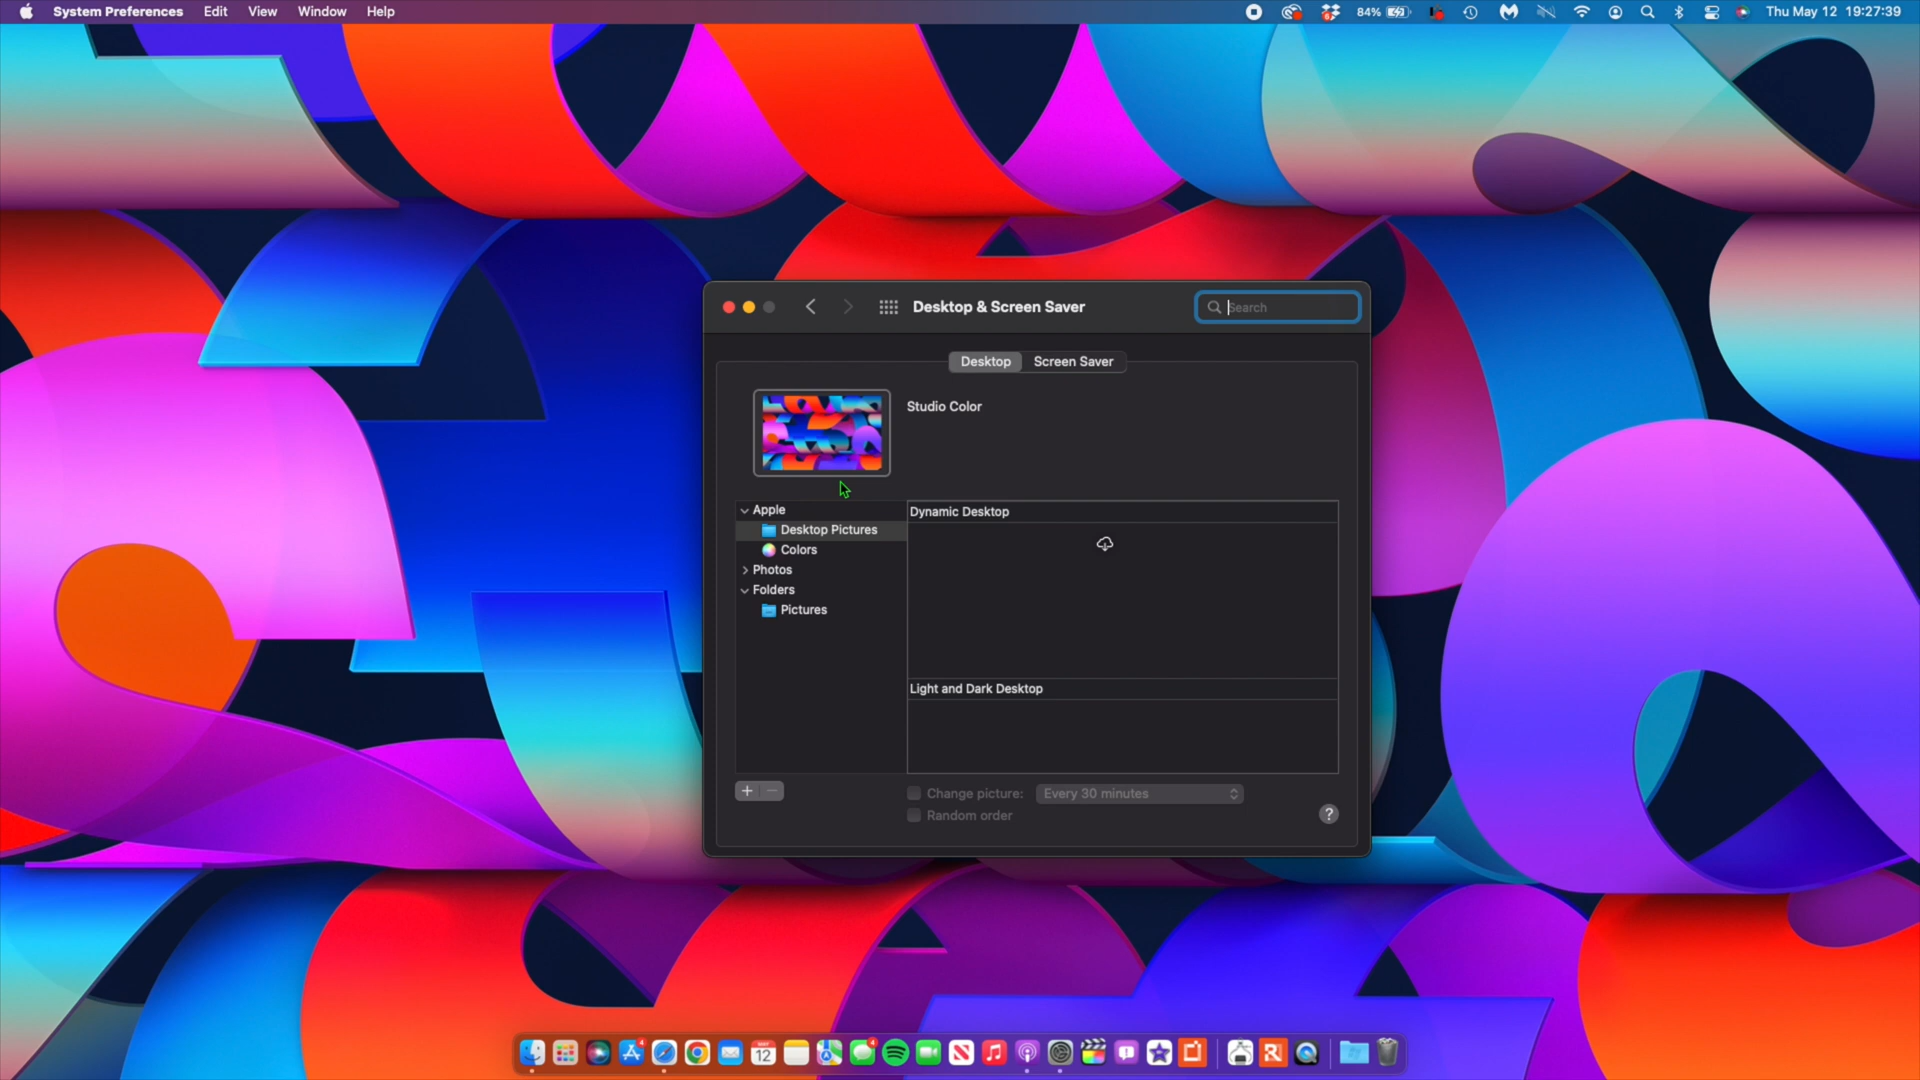 System Preferences Edit View Window Help
84% Thu May 12 19:27:39
Desktop & Screen Saver
Search
Desktop Screen Saver
Studio Color
Apple
Desktop Pictures
Colors
Photos
Folders
Pictures
Dynamic Desktop
Light and Dark Desktop
+ −
Change picture: Every 30 minutes
Random order
?
4
12
4